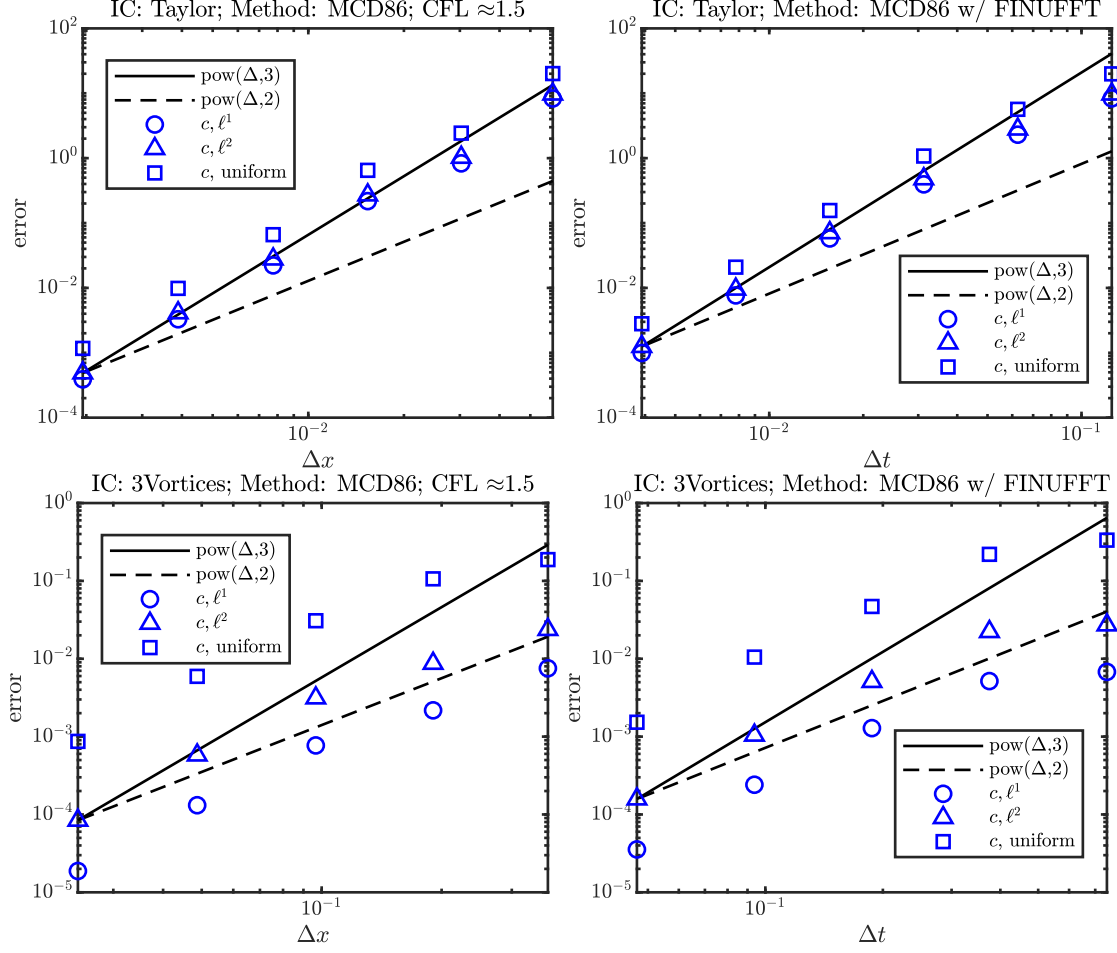 IC: Taylor; Method: MCD86; CFL ≈1.5
10^2
10^0
10^-2
10^-4
error
pow(Δ,3)
pow(Δ,2)
c, ℓ^1
c, ℓ^2
c, uniform
10^-2
Δx
IC: Taylor; Method: MCD86 w/ FINUFFT
10^2
10^0
10^-2
10^-4
error
pow(Δ,3)
pow(Δ,2)
c, ℓ^1
c, ℓ^2
c, uniform
10^-2
10^-1
Δt
IC: 3Vortices; Method: MCD86; CFL ≈1.5
10^0
10^-1
10^-2
10^-3
10^-4
10^-5
error
pow(Δ,3)
pow(Δ,2)
c, ℓ^1
c, ℓ^2
c, uniform
10^-1
Δx
IC: 3Vortices; Method: MCD86 w/ FINUFFT
10^0
10^-1
10^-2
10^-3
10^-4
10^-5
error
pow(Δ,3)
pow(Δ,2)
c, ℓ^1
c, ℓ^2
c, uniform
10^-1
Δt